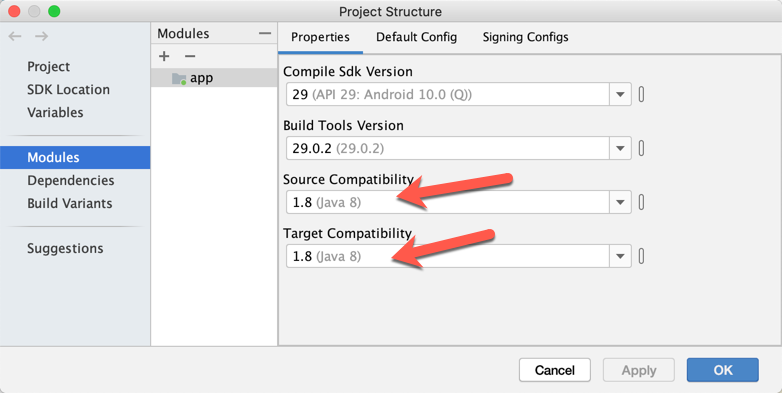 Project Structure
Project
SDK Location
Variables
Modules
Dependencies
Build Variants
Suggestions
Modules
app
Properties Default Config Signing Configs
Compile Sdk Version
29 (API 29: Android 10.0 (Q))
Build Tools Version
29.0.2 (29.0.2)
Source Compatibility
1.8 (Java 8)
Target Compatibility
1.8 (Java 8)
Cancel Apply OK